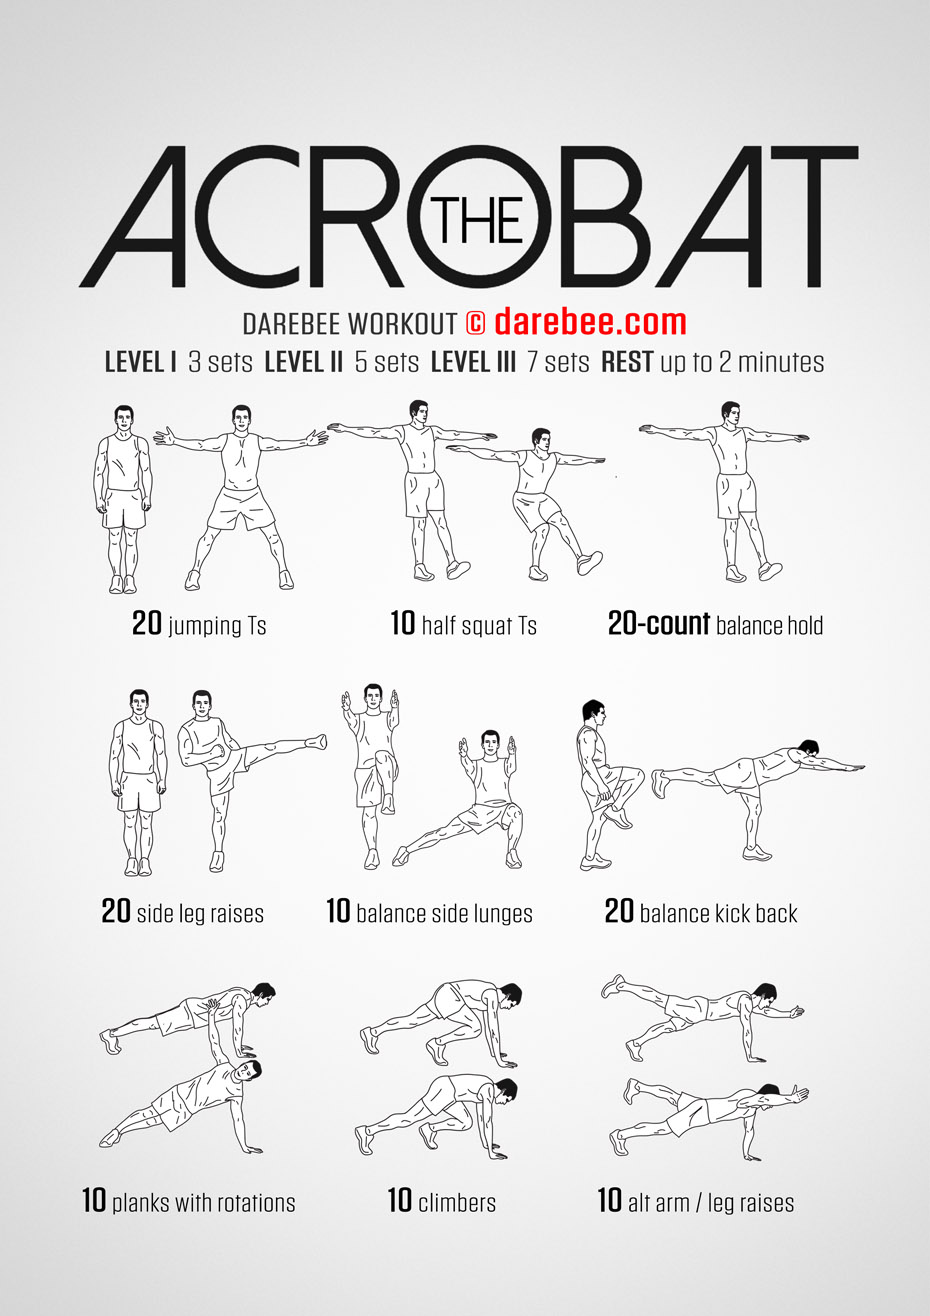 ACROBAT
THE
DAREBEE WORKOUT © darebee.com
LEVEL I 3 sets LEVEL II 5 sets LEVEL III 7 sets REST up to 2 minutes
20 jumping Ts
10 half squat Ts
20-count balance hold
20 side leg raises
10 balance side lunges
20 balance kick back
10 planks with rotations
10 climbers
10 alt arm / leg raises